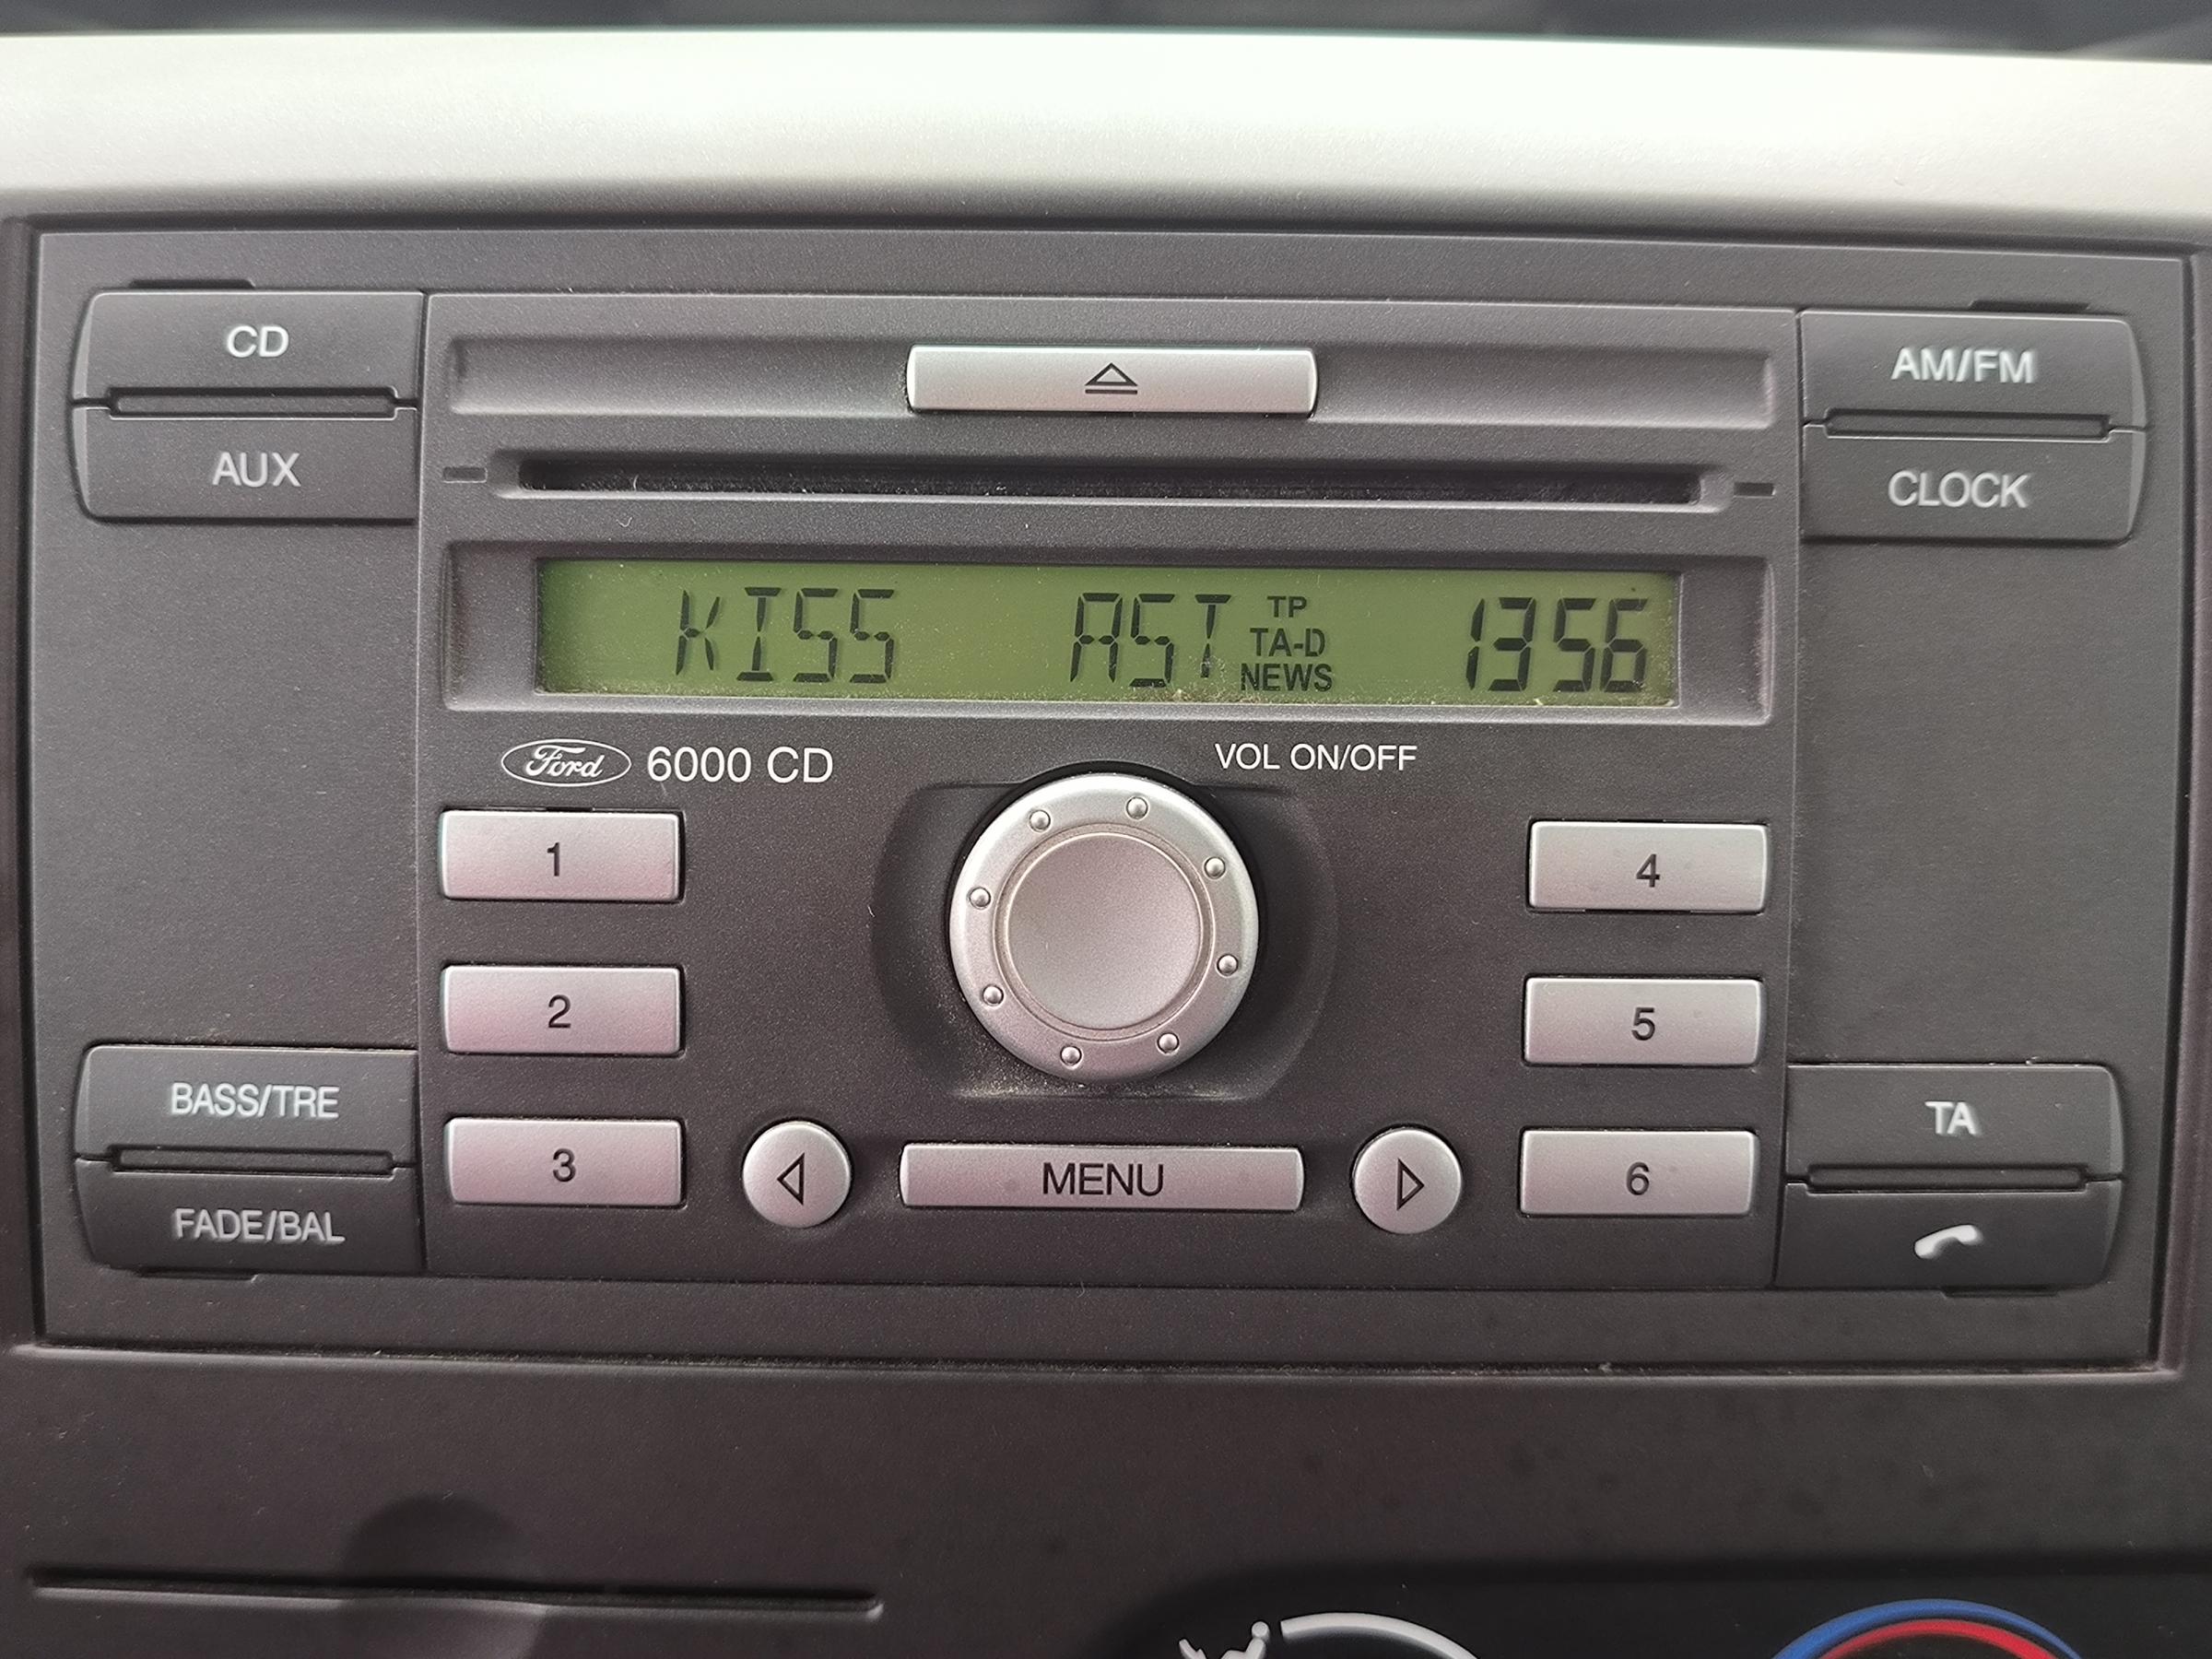 CD
AM/FM
AUX
CLOCK
KISS AST TP 1356
TA-D
NEWS
Ford 6000 CD
VOL ON/OFF
1
4
2
5
BASS/TRE
TA
3
MENU
6
FADE/BAL